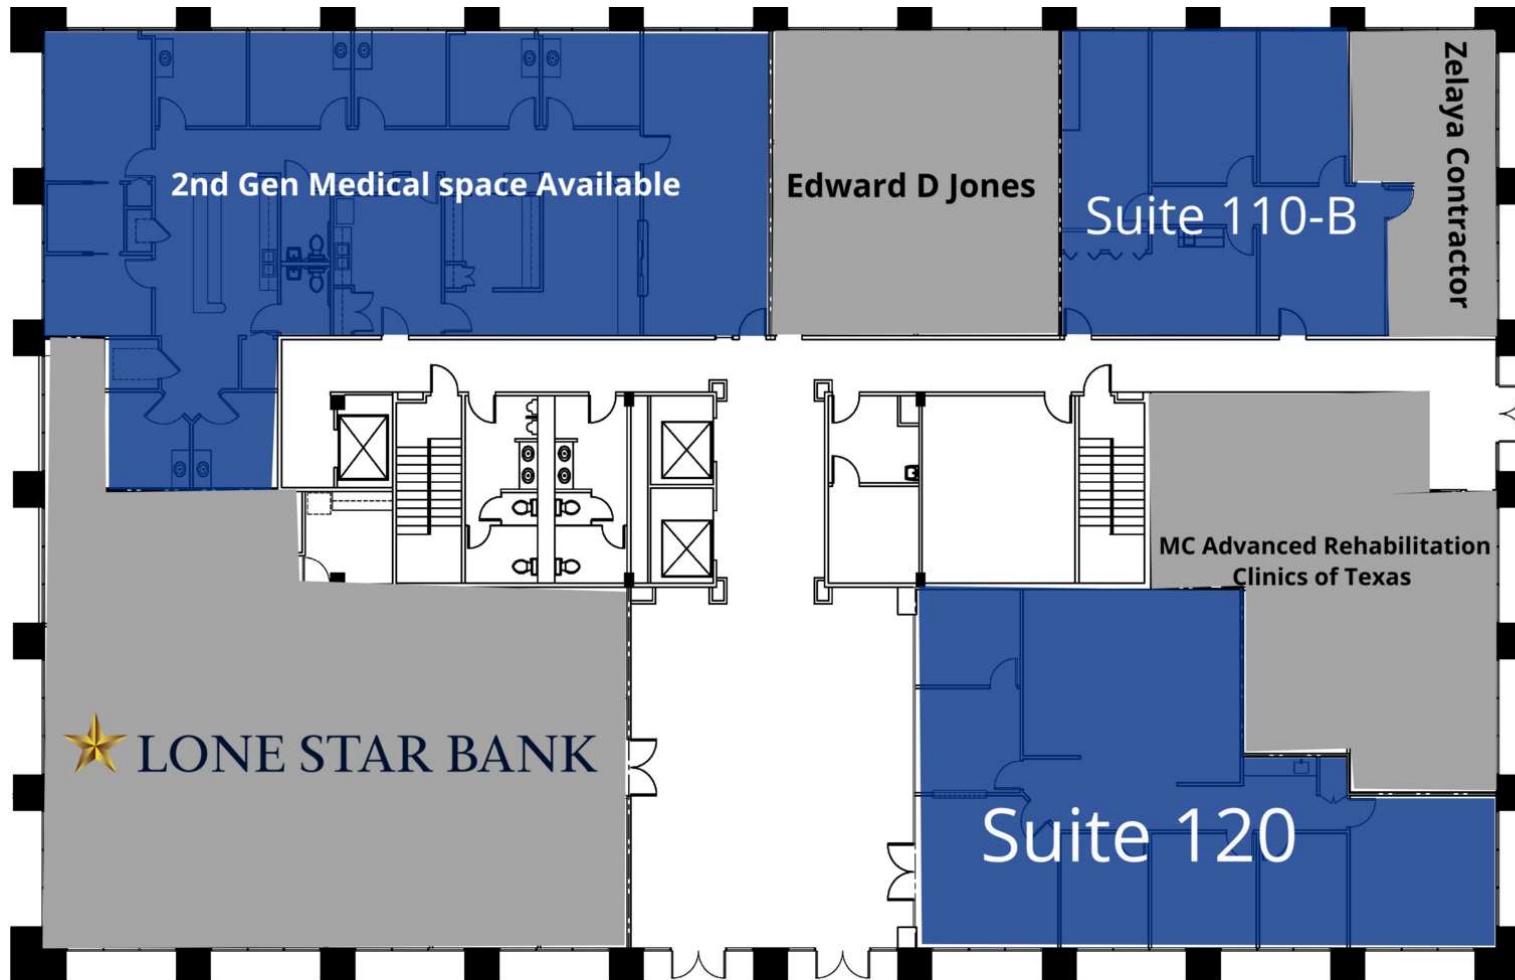 2nd Gen Medical space Available
Edward D Jones
Suite 110-B
Zelaya Contractor
MC Advanced Rehabilitation
Clinics of Texas
LONE STAR BANK
Suite 120